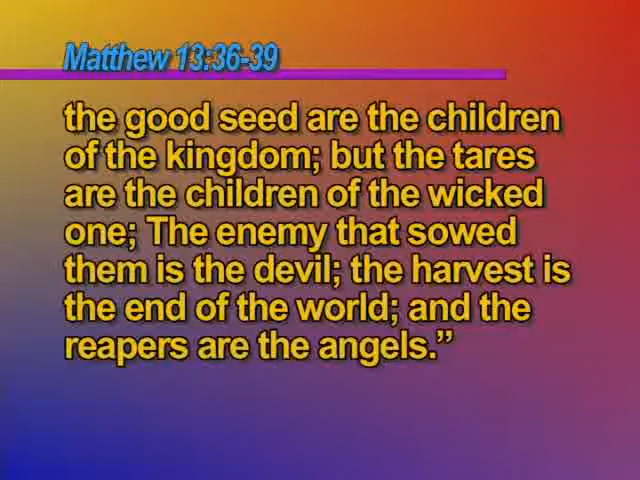 Matthew 13:36-39
the good seed are the children
of the kingdom; but the tares
are the children of the wicked
one; The enemy that sowed
them is the devil; the harvest is
the end of the world; and the
reapers are the angels.”